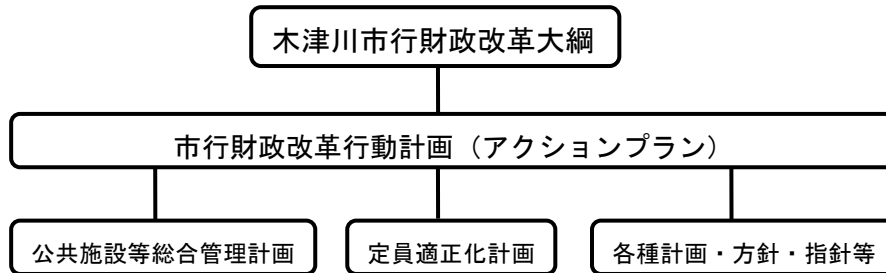 木津川市行財政改革大綱
市行財政改革行動計画（アクションプラン）
公共施設等総合管理計画
定員適正化計画
各種計画・方針・指針等